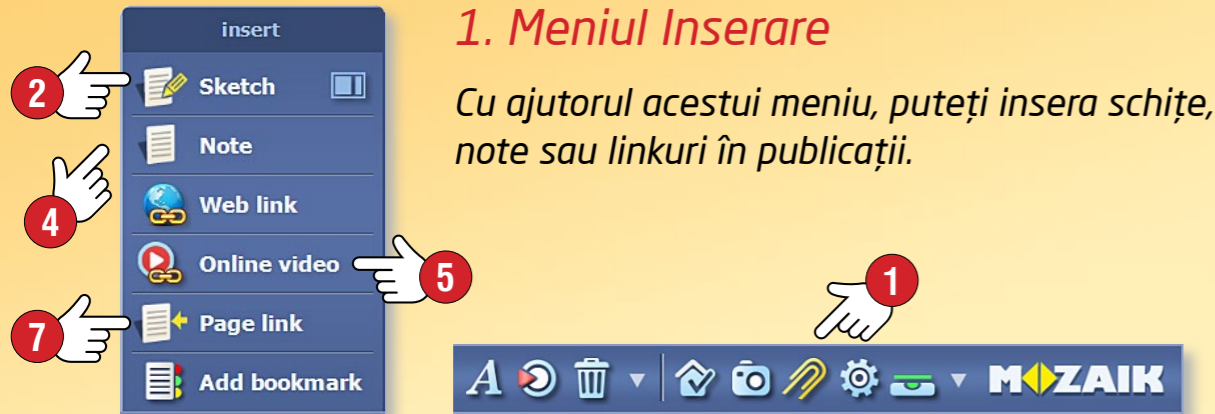 insert
2
Sketch
Note
4
Web link
Online video
5
7
Page link
Add bookmark
1. Meniul Inserare
Cu ajutorul acestui meniu, puteți insera schițe,
note sau linkuri în publicații.
1
A
MOZAIK